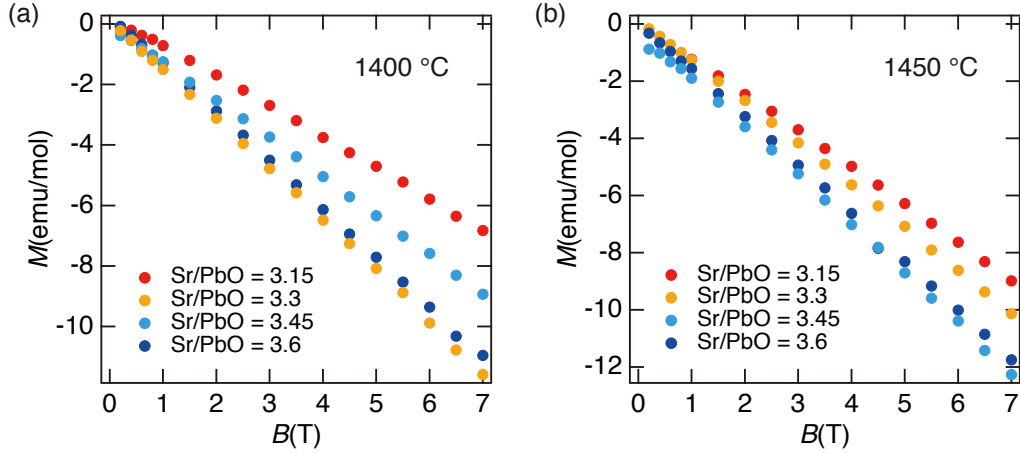 (a)
1400 °C
M(emu/mol)
0
-2
-4
-6
-8
-10
Sr/PbO = 3.15
Sr/PbO = 3.3
Sr/PbO = 3.45
Sr/PbO = 3.6
0 1 2 3 4 5 6 7
B(T)
(b)
1450 °C
M(emu/mol)
0
-2
-4
-6
-8
-10
-12
Sr/PbO = 3.15
Sr/PbO = 3.3
Sr/PbO = 3.45
Sr/PbO = 3.6
0 1 2 3 4 5 6 7
B(T)